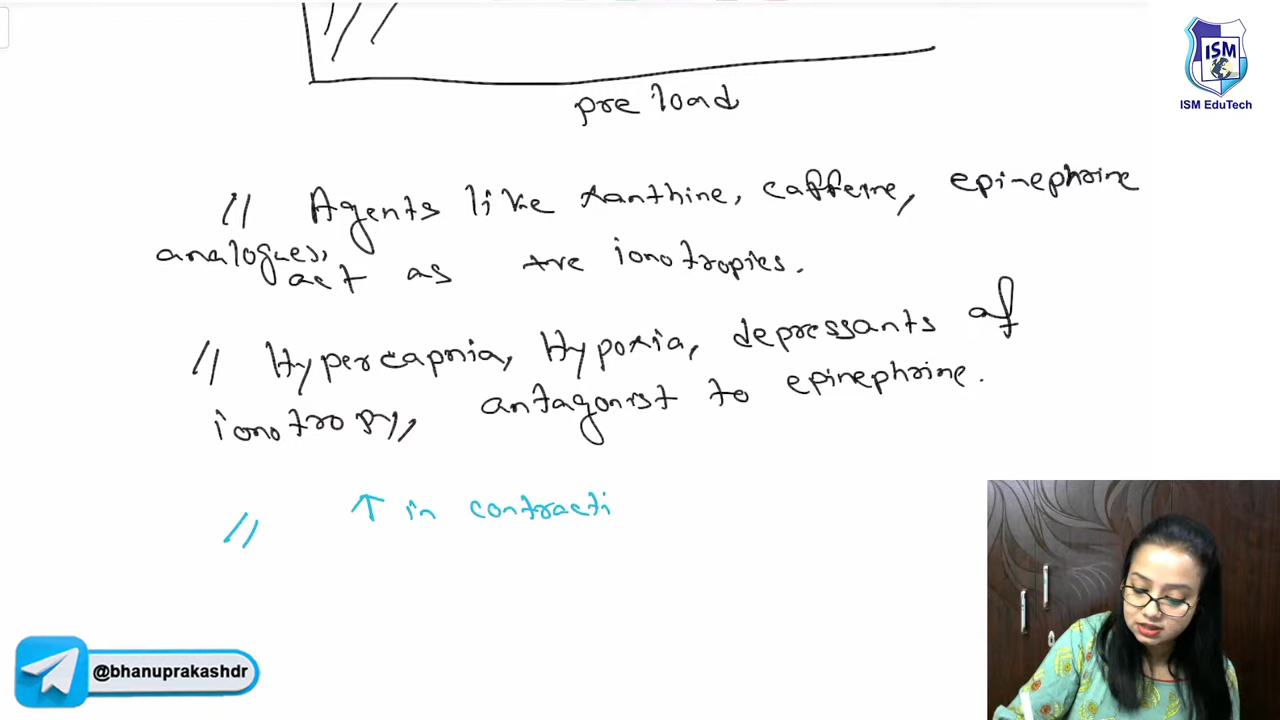 ISM
ISM EduTech
pre load
// Agents like xanthine, caffeine, epinephrine
analogues,
act as +ve ionotropies.
// Hypercapnia, Hypoxia, depressants of
ionotropy, antagonist to epinephrine.
// ↑ in contracti
@bhanuprakashdr